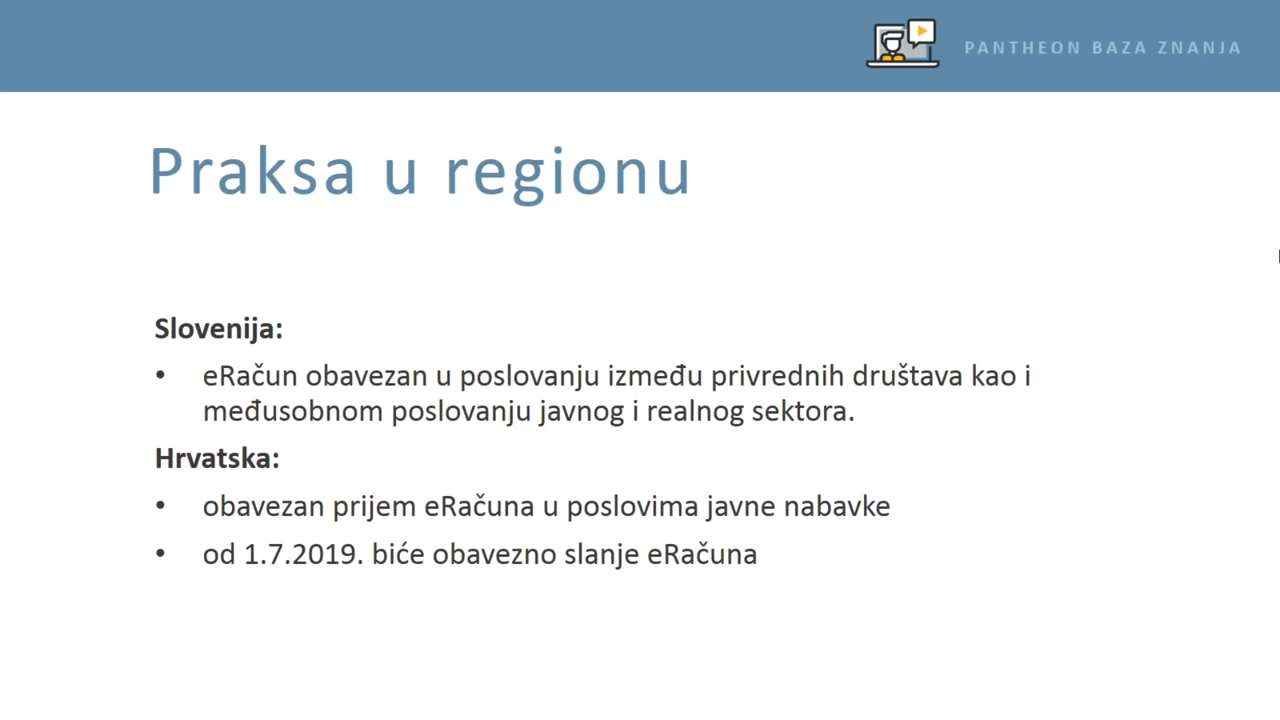 PANTHEON BAZA ZNANJA
Praksa u regionu
Slovenija:
• eRačun obavezan u poslovanju između privrednih društava kao i
međusobnom poslovanju javnog i realnog sektora.
Hrvatska:
• obavezan prijem eRačuna u poslovima javne nabavke
• od 1.7.2019. biće obavezno slanje eRačuna